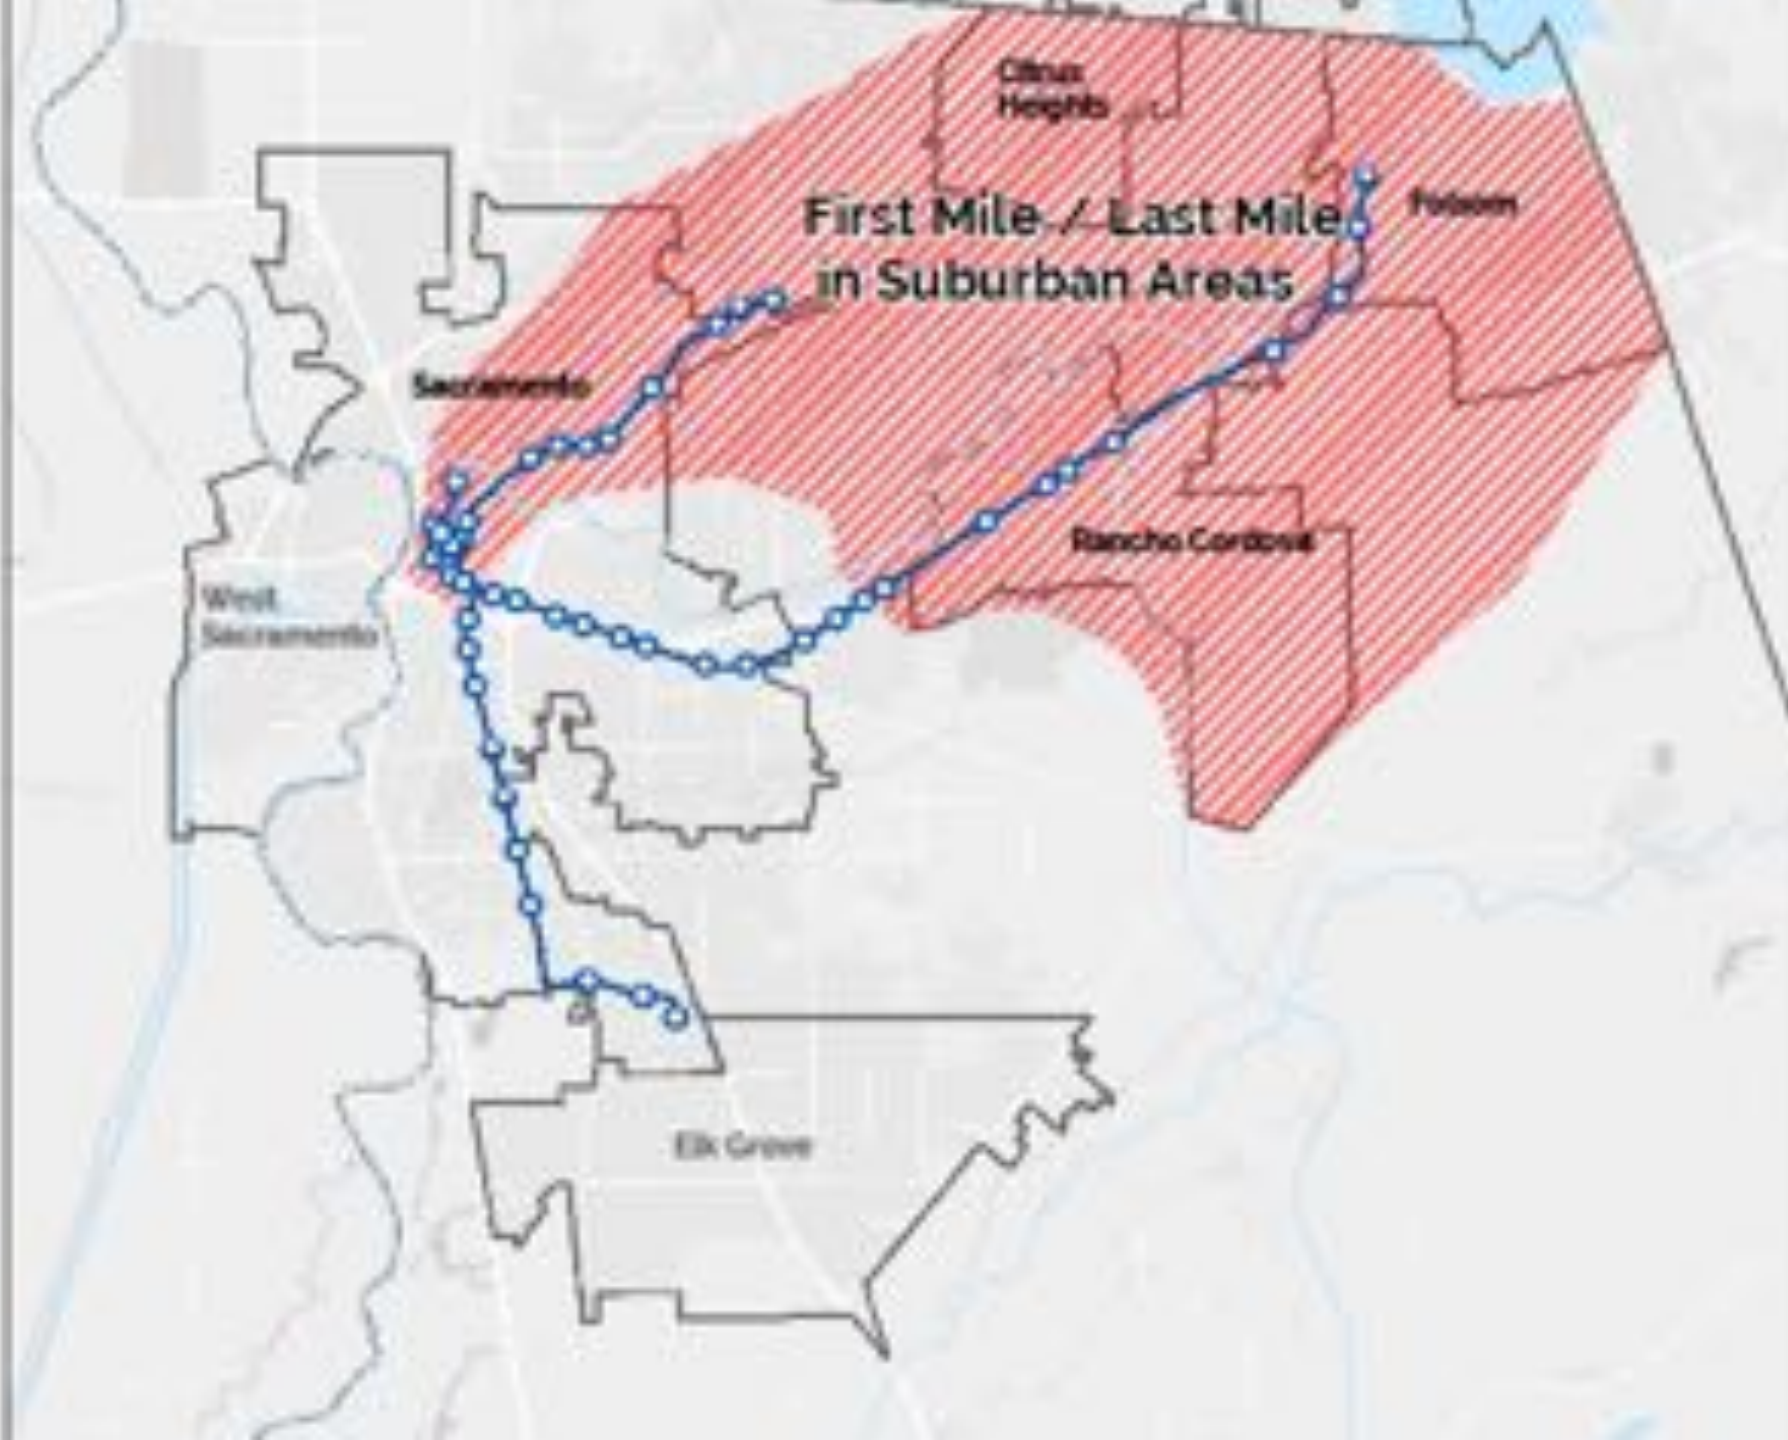 Citrus
Heights
First Mile / Last Mile
in Suburban Areas
Folsom
Sacramento
Rancho Cordova
West
Sacramento
Elk Grove